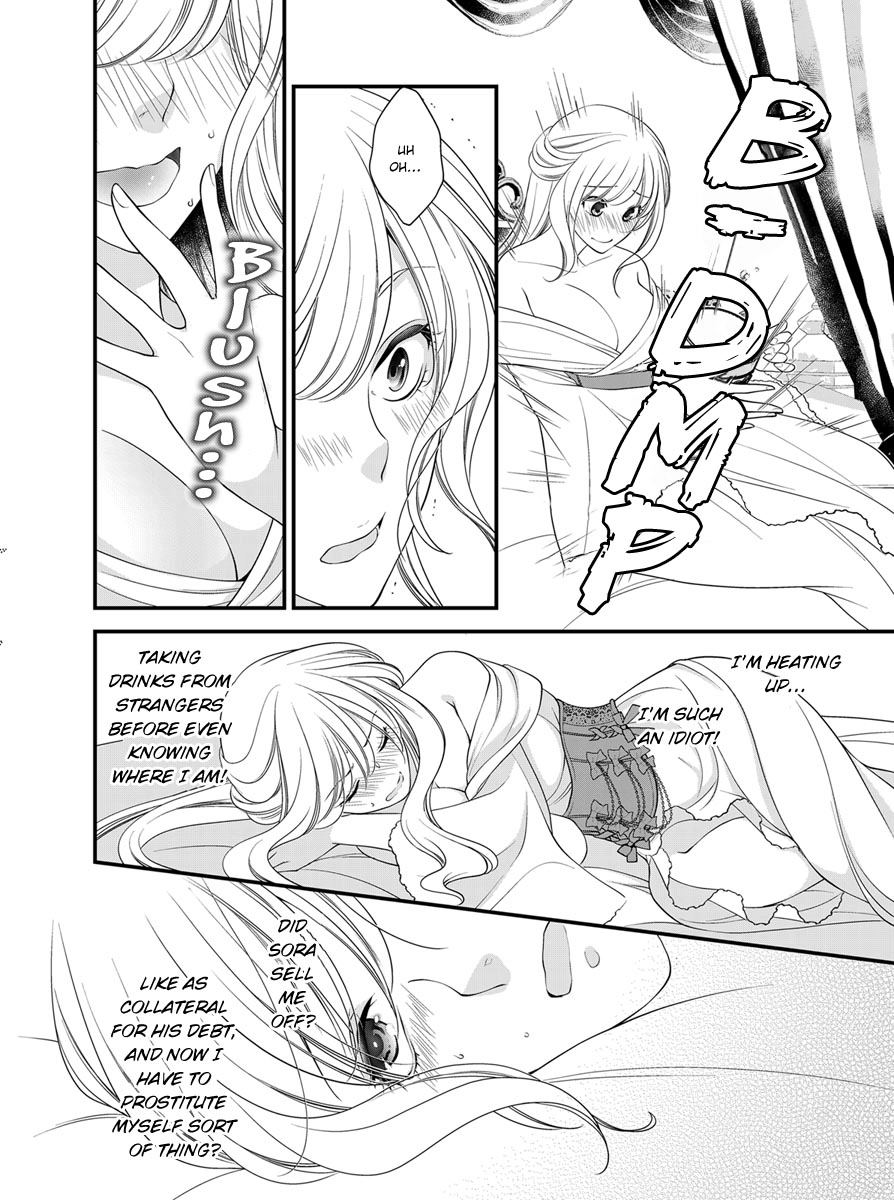 B-DMP
UH
OH...
Blush...
I'M HEATING
UP...
I'M SUCH
AN IDIOT!
TAKING
DRINKS FROM
STRANGERS
BEFORE EVEN
KNOWING
WHERE I AM!
DID
SORA
SELL
ME
OFF?
LIKE AS
COLLATERAL
FOR HIS DEBT,
AND NOW I
HAVE TO
PROSTITUTE
MYSELF SORT
OF THING?